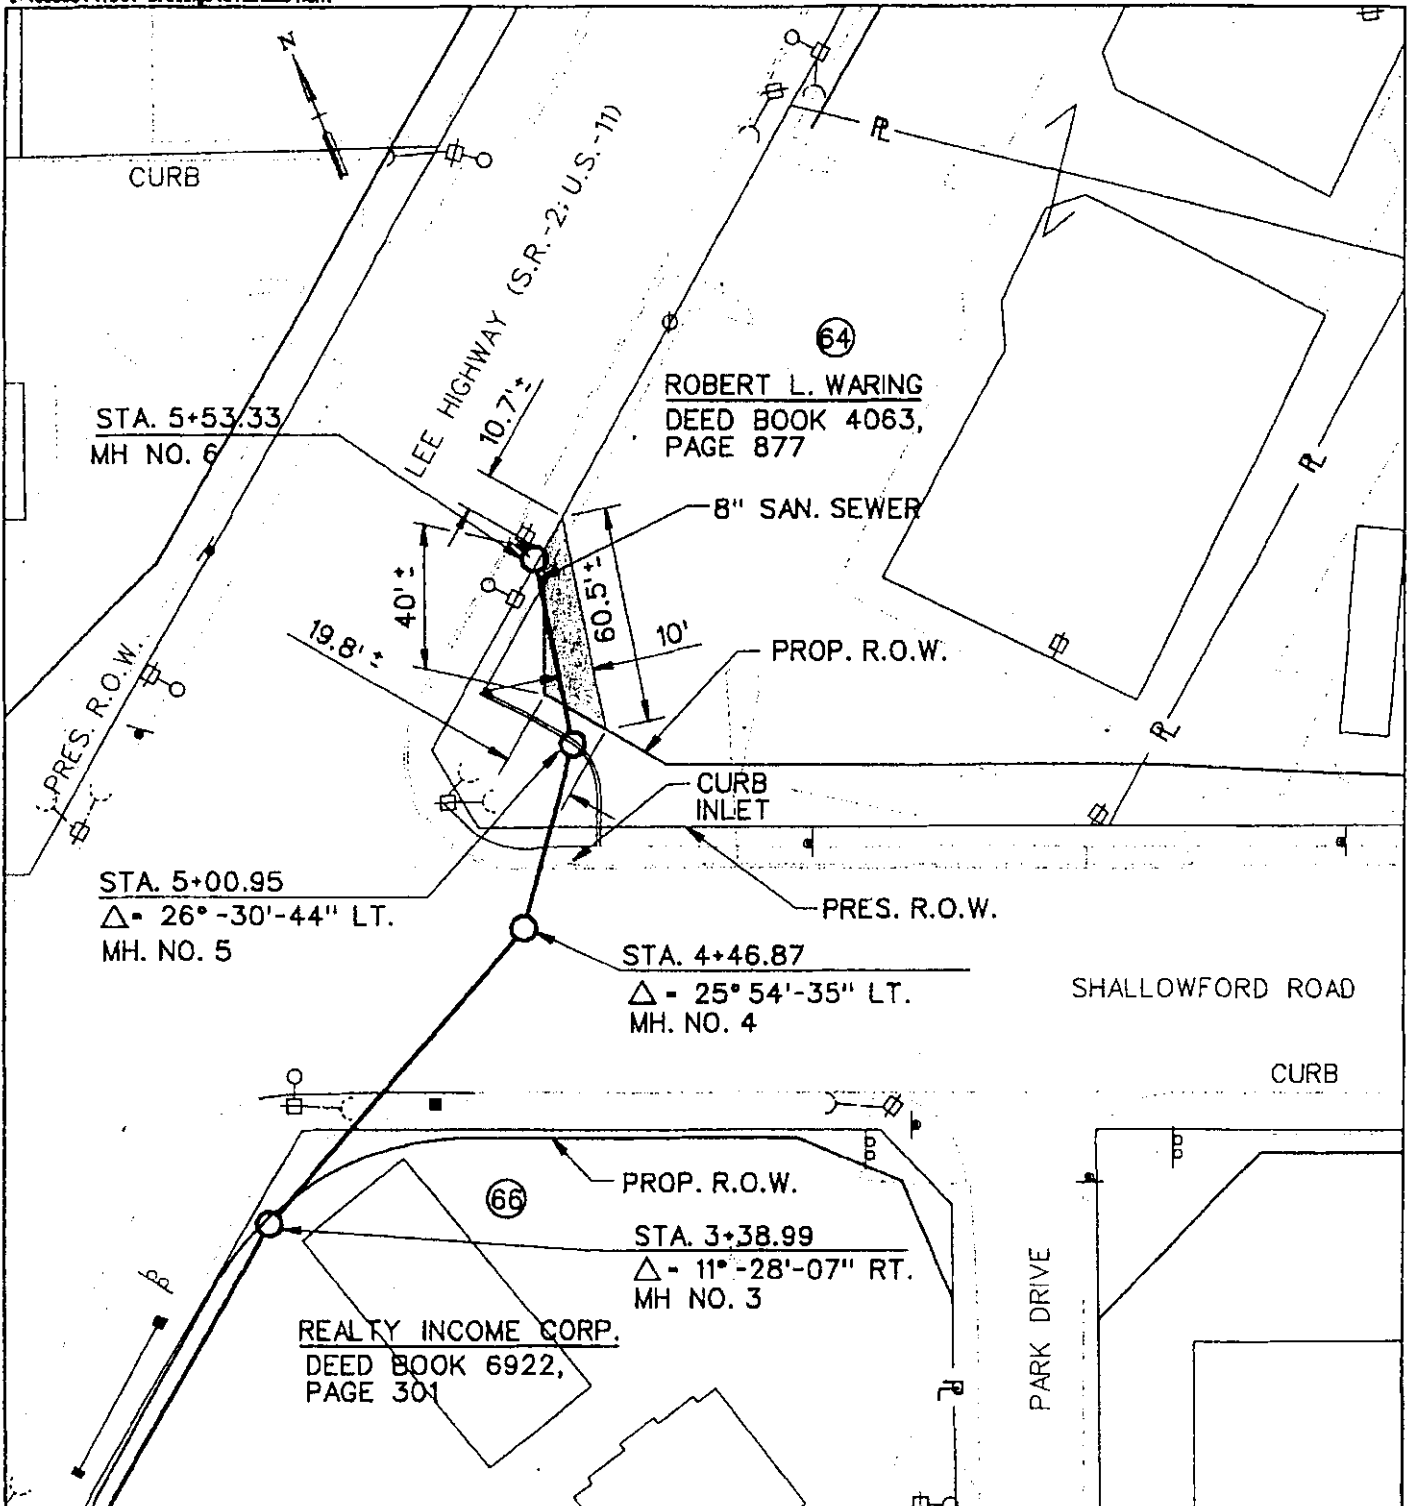 N
CURB
LEE HIGHWAY (S.R.-2; U.S.-11)
PL
64
ROBERT L. WARING
DEED BOOK 4063,
PAGE 877
STA. 5+53.33
MH NO. 6
10.7'±
8" SAN. SEWER
PL
40'±
60.5'±
10'
19.8'±
PROP. R.O.W.
PRES. R.O.W.
PL
CURB
INLET
STA. 5+00.95
△= 26°-30'-44" LT.
MH. NO. 5
PRES. R.O.W.
STA. 4+46.87
△= 25°54'-35" LT.
MH. NO. 4
SHALLOWFORD ROAD
CURB
PROP. R.O.W.
66
STA. 3+38.99
△= 11°-28'-07" RT.
MH NO. 3
REALTY INCOME CORP.
DEED BOOK 6922,
PAGE 301
PL
PARK DRIVE